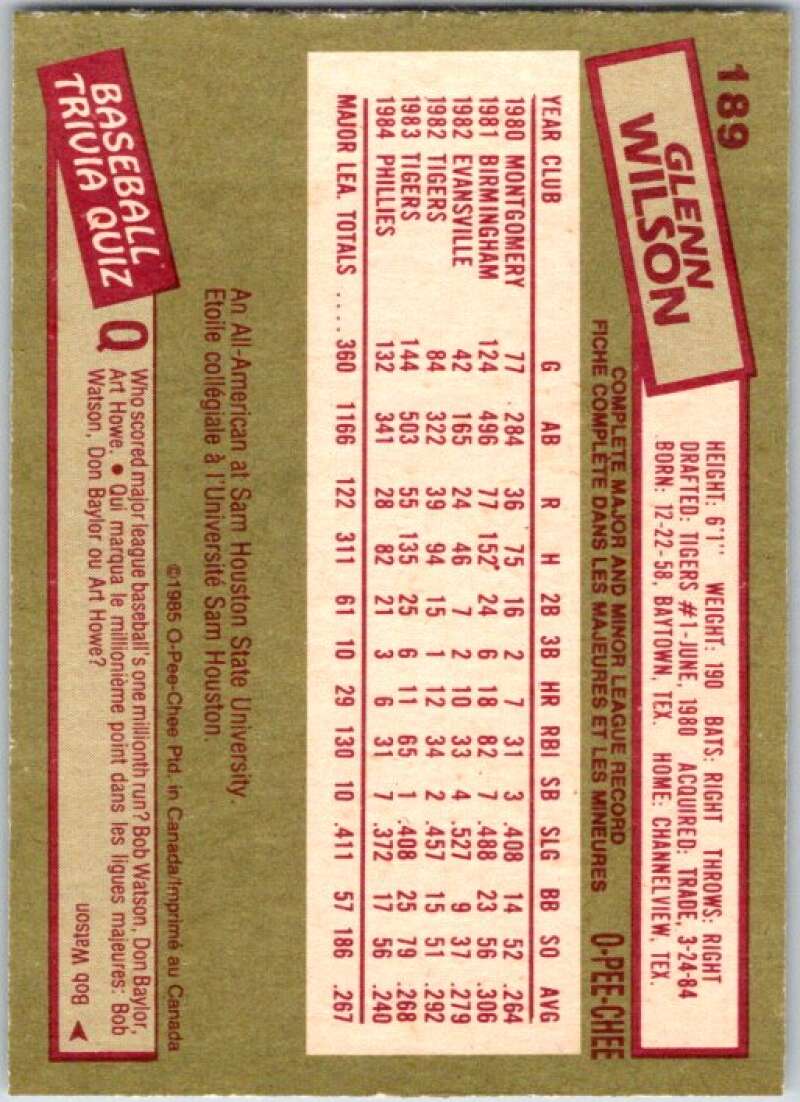 189
GLENN
WILSON
HEIGHT: 6'1" WEIGHT: 190 BATS: RIGHT THROWS: RIGHT
DRAFTED: TIGERS #1-JUNE, 1980 ACQUIRED: TRADE, 3-24-84
BORN: 12-22-58, BAYTOWN, TEX. HOME: CHANNELVIEW, TEX.
COMPLETE MAJOR AND MINOR LEAGUE RECORD
FICHE COMPLETE DANS LES MAJEURES ET LES MINEURES
O-PEE-CHEE
YEAR CLUB G AB R H 2B 3B HR RBI SB SLG BB SO AVG
1980 MONTGOMERY 77 284 36 75 16 2 7 31 3 .408 14 52 .264
1981 BIRMINGHAM 124 496 77 152 24 6 18 82 7 .488 23 56 .306
1982 EVANSVILLE 42 165 24 46 7 2 10 33 4 .527 9 37 .279
1982 TIGERS 84 322 39 94 15 1 12 34 2 .457 15 51 .292
1983 TIGERS 144 503 55 135 25 6 11 65 1 .408 25 79 .268
1984 PHILLIES 132 341 28 82 21 3 6 31 7 .372 17 56 .240
MAJOR LEA. TOTALS .... 360 1166 122 311 61 10 29 130 10 .411 57 186 .267
An All-American at Sam Houston State University.
Etoile collégiale à l'Université Sam Houston.
©1985 O-Pee-Chee Ptd. in Canada/Imprimé au Canada
BASEBALL
TRIVIA QUIZ
Q
Who scored major league baseball's one millionth run? Bob Watson, Don Baylor,
Art Howe. ● Qui marqua le millionième point dans les ligues majeures: Bob
Watson, Don Baylor ou Art Howe?
Bob Watson